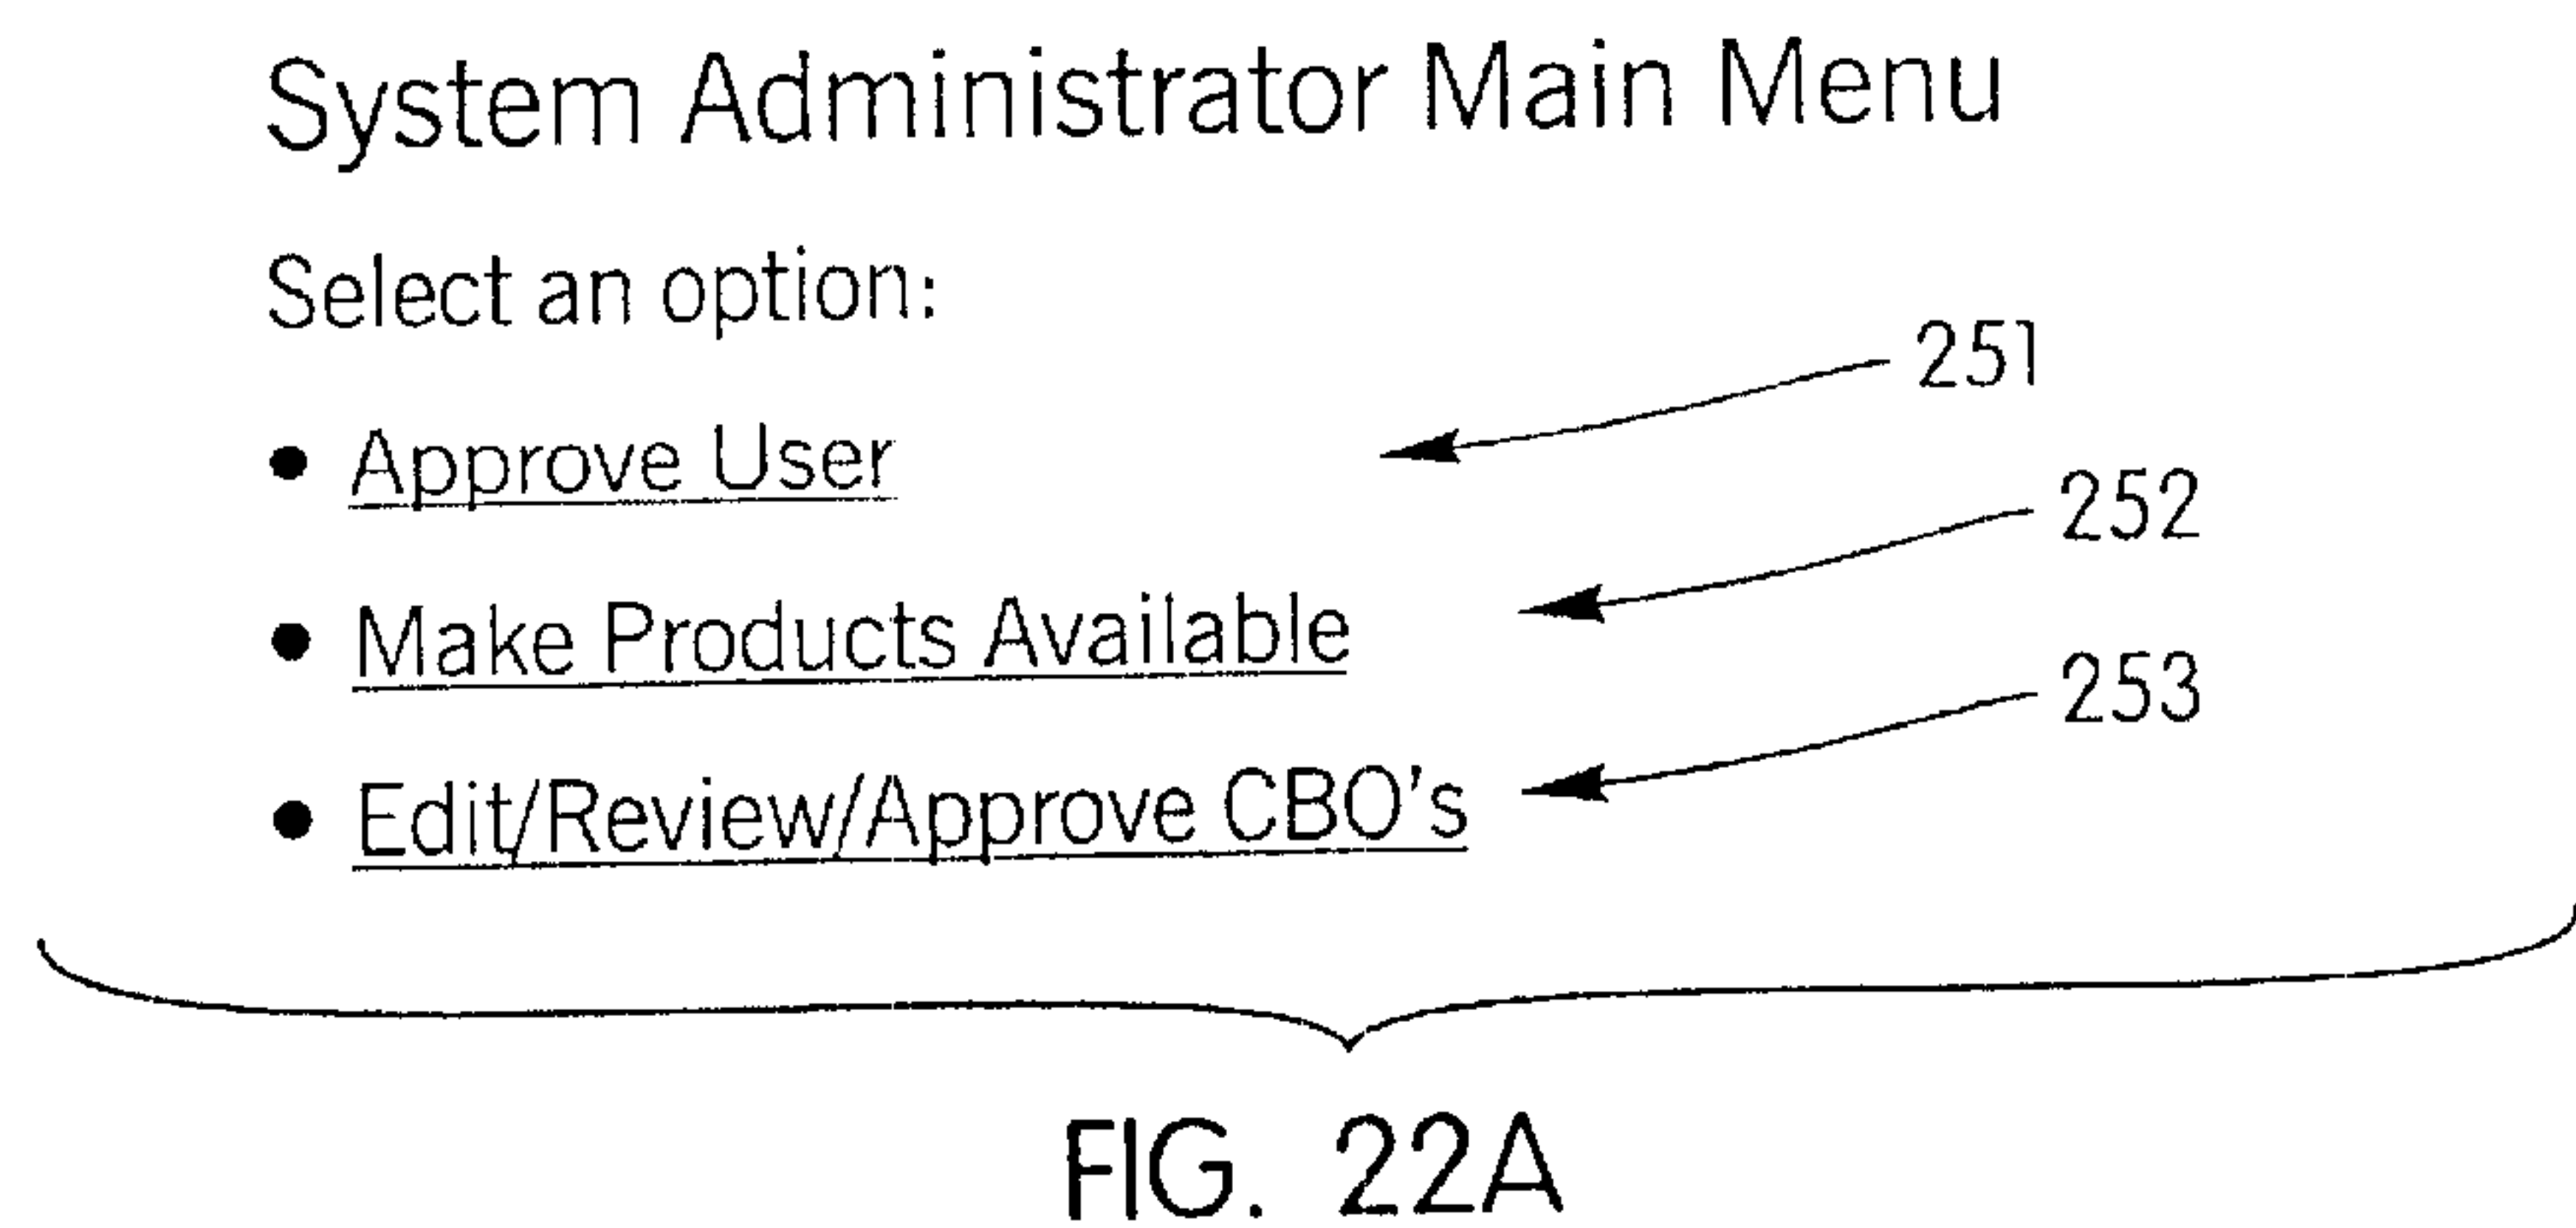 System Administrator Main Menu
Select an option:
251
• Approve User
252
• Make Products Available
253
• Edit/Review/Approve CBO's
FIG. 22A